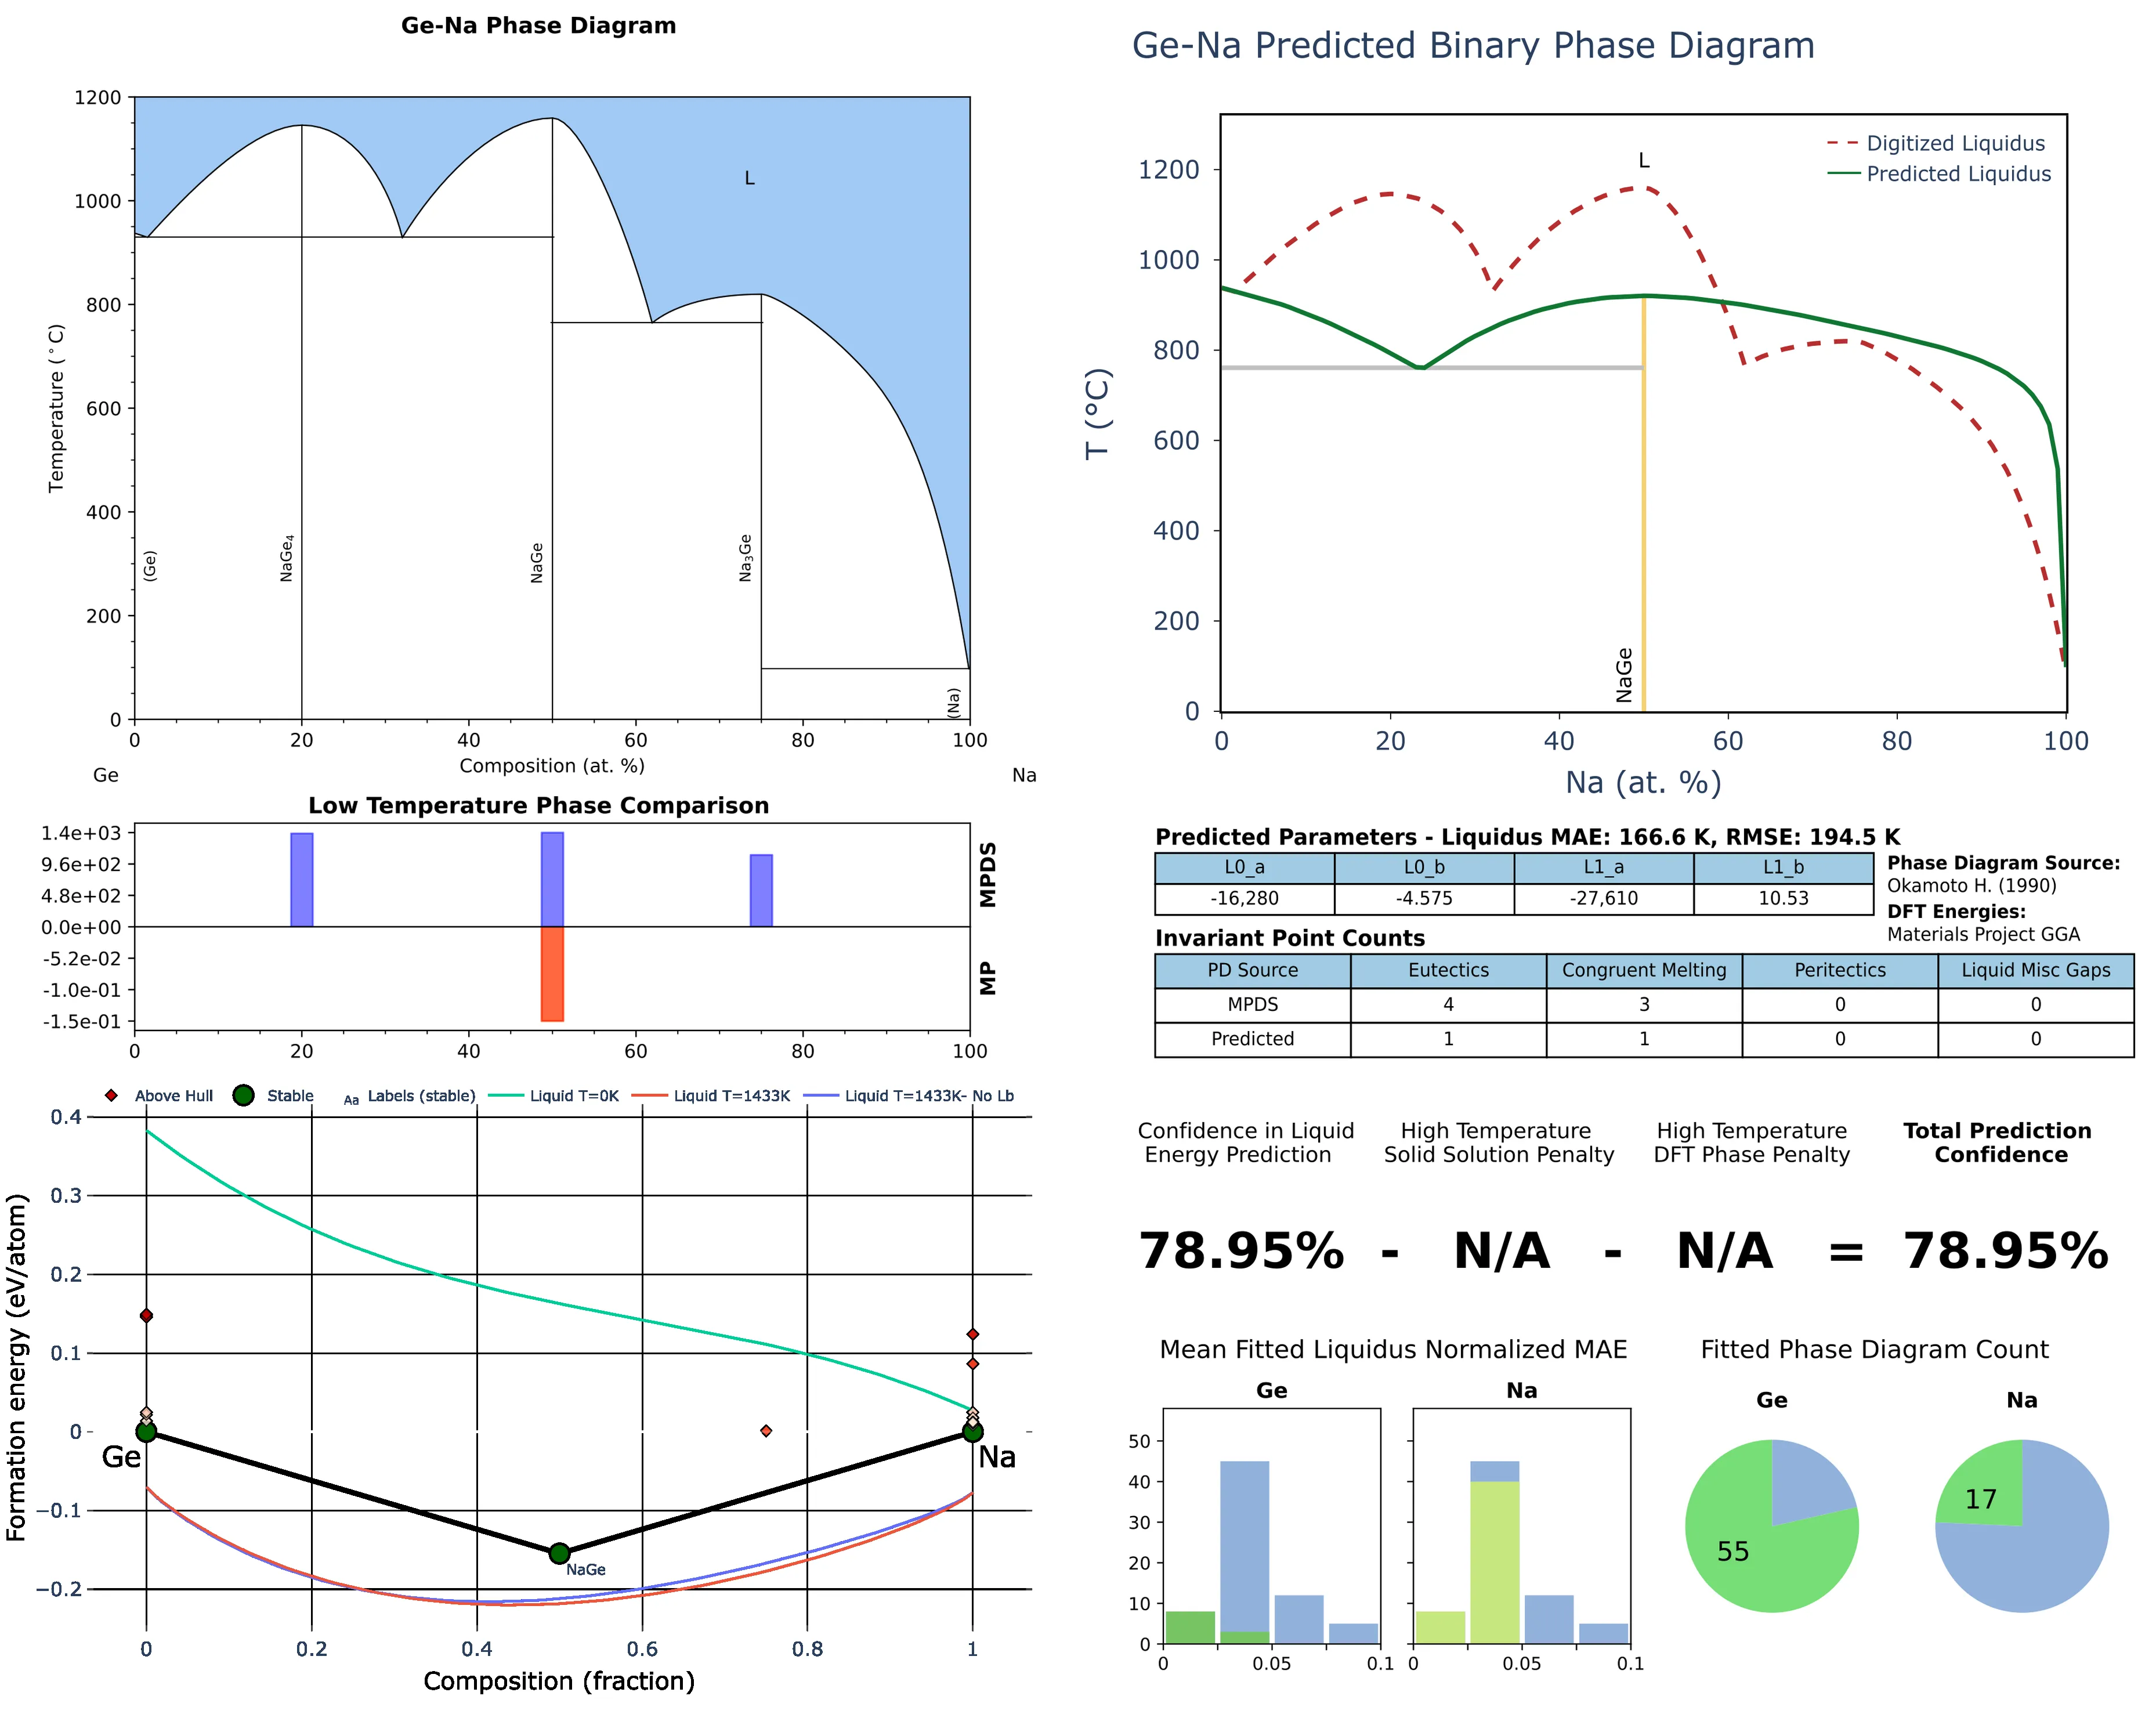 Ge-Na Phase Diagram
1200
1000
800
600
400
200
0
Temperature (°C)
L
(Ge)
NaGe₄
NaGe
Na₃Ge
(Na)
0 20 40 60 80 100
Composition (at. %)
Ge Na
Low Temperature Phase Comparison
1.4e+03
9.6e+02
4.8e+02
0.0e+00
-5.2e-02
-1.0e-01
-1.5e-01
MPDS
MP
0 20 40 60 80 100
Above Hull Stable Aa Labels (stable) Liquid T=0K Liquid T=1433K Liquid T=1433K- No Lb
0.4
0.3
0.2
0.1
0
−0.1
−0.2
Formation energy (eV/atom)
Ge
Na
NaGe
0 0.2 0.4 0.6 0.8 1
Composition (fraction)
Ge-Na Predicted Binary Phase Diagram
Digitized Liquidus
Predicted Liquidus
L
1200
1000
800
600
400
200
0
T (°C)
NaGe
0 20 40 60 80 100
Na (at. %)
Predicted Parameters - Liquidus MAE: 166.6 K, RMSE: 194.5 K
L0_a L0_b L1_a L1_b
-16,280 -4.575 -27,610 10.53
Phase Diagram Source:
Okamoto H. (1990)
DFT Energies:
Materials Project GGA
Invariant Point Counts
PD Source Eutectics Congruent Melting Peritectics Liquid Misc Gaps
MPDS 4 3 0 0
Predicted 1 1 0 0
Confidence in Liquid
Energy Prediction
High Temperature
Solid Solution Penalty
High Temperature
DFT Phase Penalty
Total Prediction
Confidence
78.95% - N/A - N/A = 78.95%
Mean Fitted Liquidus Normalized MAE
Ge
Na
50
40
30
20
10
0
0 0.05 0.1
0 0.05 0.1
Fitted Phase Diagram Count
Ge
Na
55
17